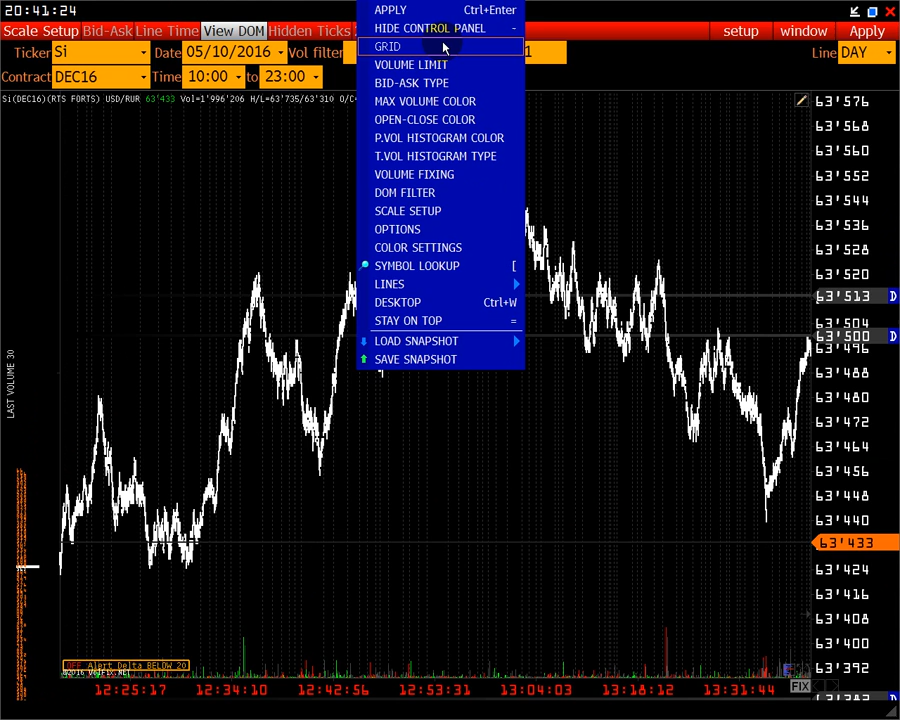 20:41:24
Scale Setup Bid-Ask Line Time View DOM Hidden Ticks setup window Apply
Ticker Si Date 05/10/2016 Vol filter 1 Line DAY
Contract DEC16 Time 10:00 to 23:00
Si(DEC16)(RTS FORTS) USD/RUR 63'433 Vol=1'996'206 H/L=63'735/63'310 O/C=
APPLY Ctrl+Enter
HIDE CONTROL PANEL -
GRID
VOLUME LIMIT
BID-ASK TYPE
MAX VOLUME COLOR
OPEN-CLOSE COLOR
P.VOL HISTOGRAM COLOR
T.VOL HISTOGRAM TYPE
VOLUME FIXING
DOM FILTER
SCALE SETUP
OPTIONS
COLOR SETTINGS
SYMBOL LOOKUP [
LINES
DESKTOP Ctrl+W
STAY ON TOP =
LOAD SNAPSHOT
SAVE SNAPSHOT
63'576
63'568
63'560
63'552
63'544
63'536
63'528
63'520
63'513 D
63'504
63'500 D
63'496
63'488
63'480
63'472
63'464
63'456
63'448
63'440
63'433
63'424
63'416
63'408
63'400
63'392
LAST VOLUME 30
OFF Alert Delta BELOW 20
©2016 VOLFIX.NET
FIX
12:25:17 12:34:10 12:42:56 12:53:31 13:04:03 13:18:12 13:31:44